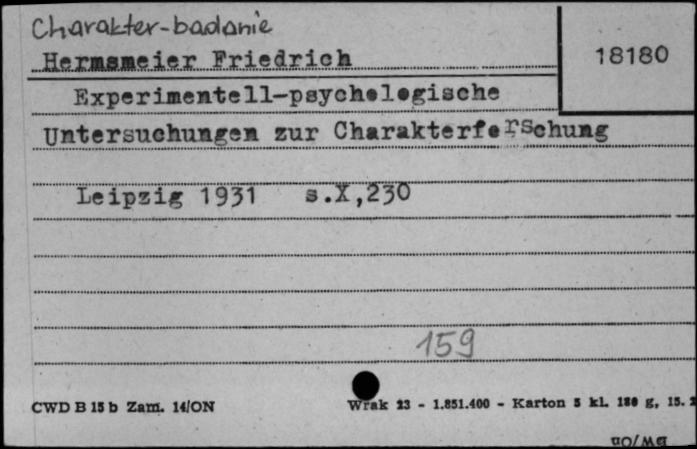 Charakter-badanie
Hermsmeier Friedrich
18180
Experimentell-psychologische
Untersuchungen zur Charakterforschung
Leipzig 1931 s.X,230
159
CWD B 15 b Zam. 14/ON
Wrak 23 - 1.851.400 - Karton 5 kl. 180 g, 15.